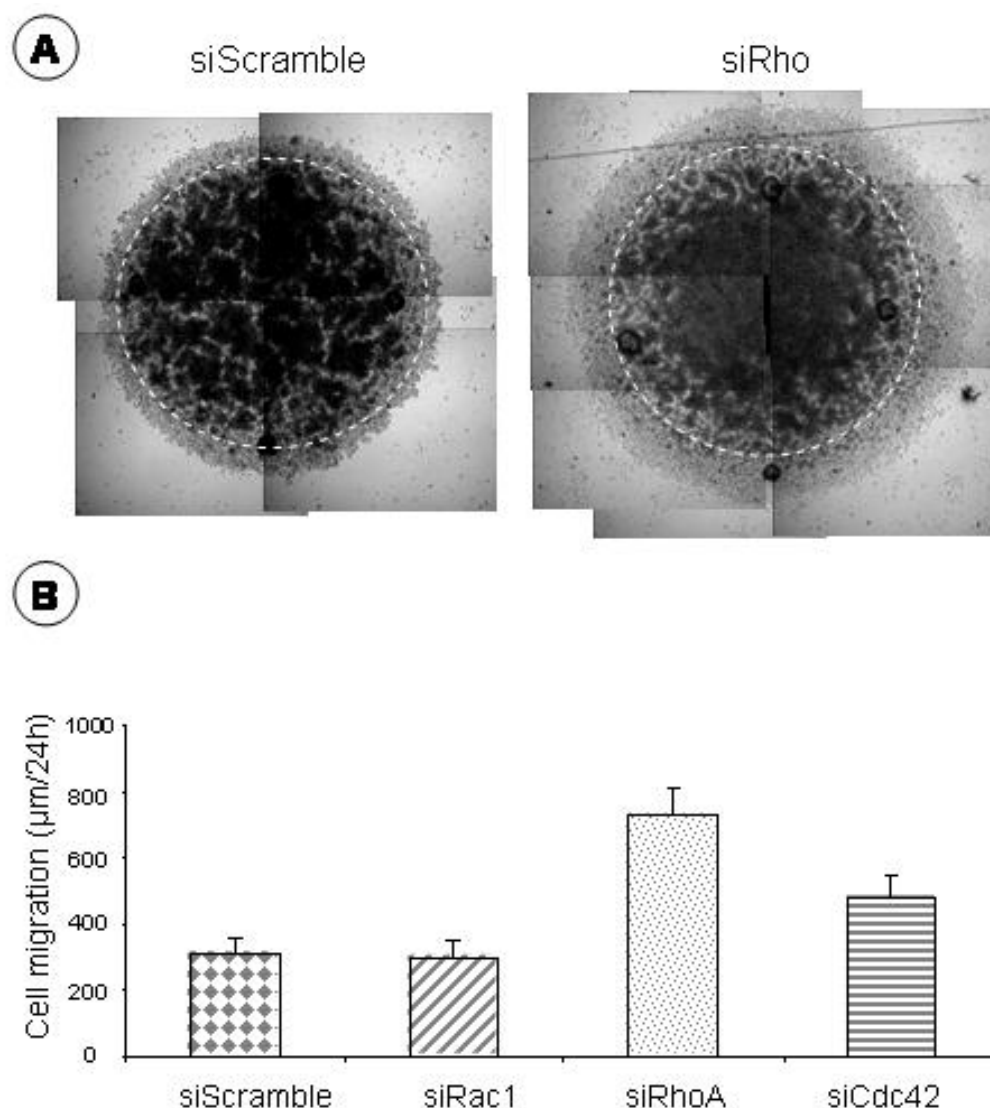 A
siScramble siRho
B
Cell migration (µm/24h)
1000
800
600
400
200
0
siScramble siRac1 siRhoA siCdc42